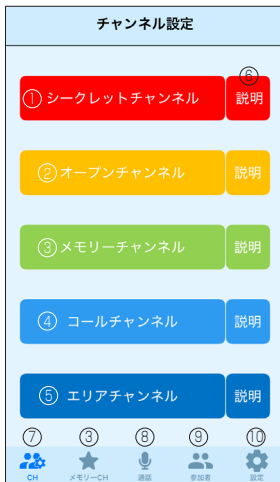 チャンネル設定
⑥
①シークレットチャンネル 説明
②オープンチャンネル 説明
③メモリーチャンネル 説明
④ コールチャンネル 説明
⑤ エリアチャンネル 説明
⑦ ③ ⑧ ⑨ ⑩
CH メモリーCH 通話 参加者 設定